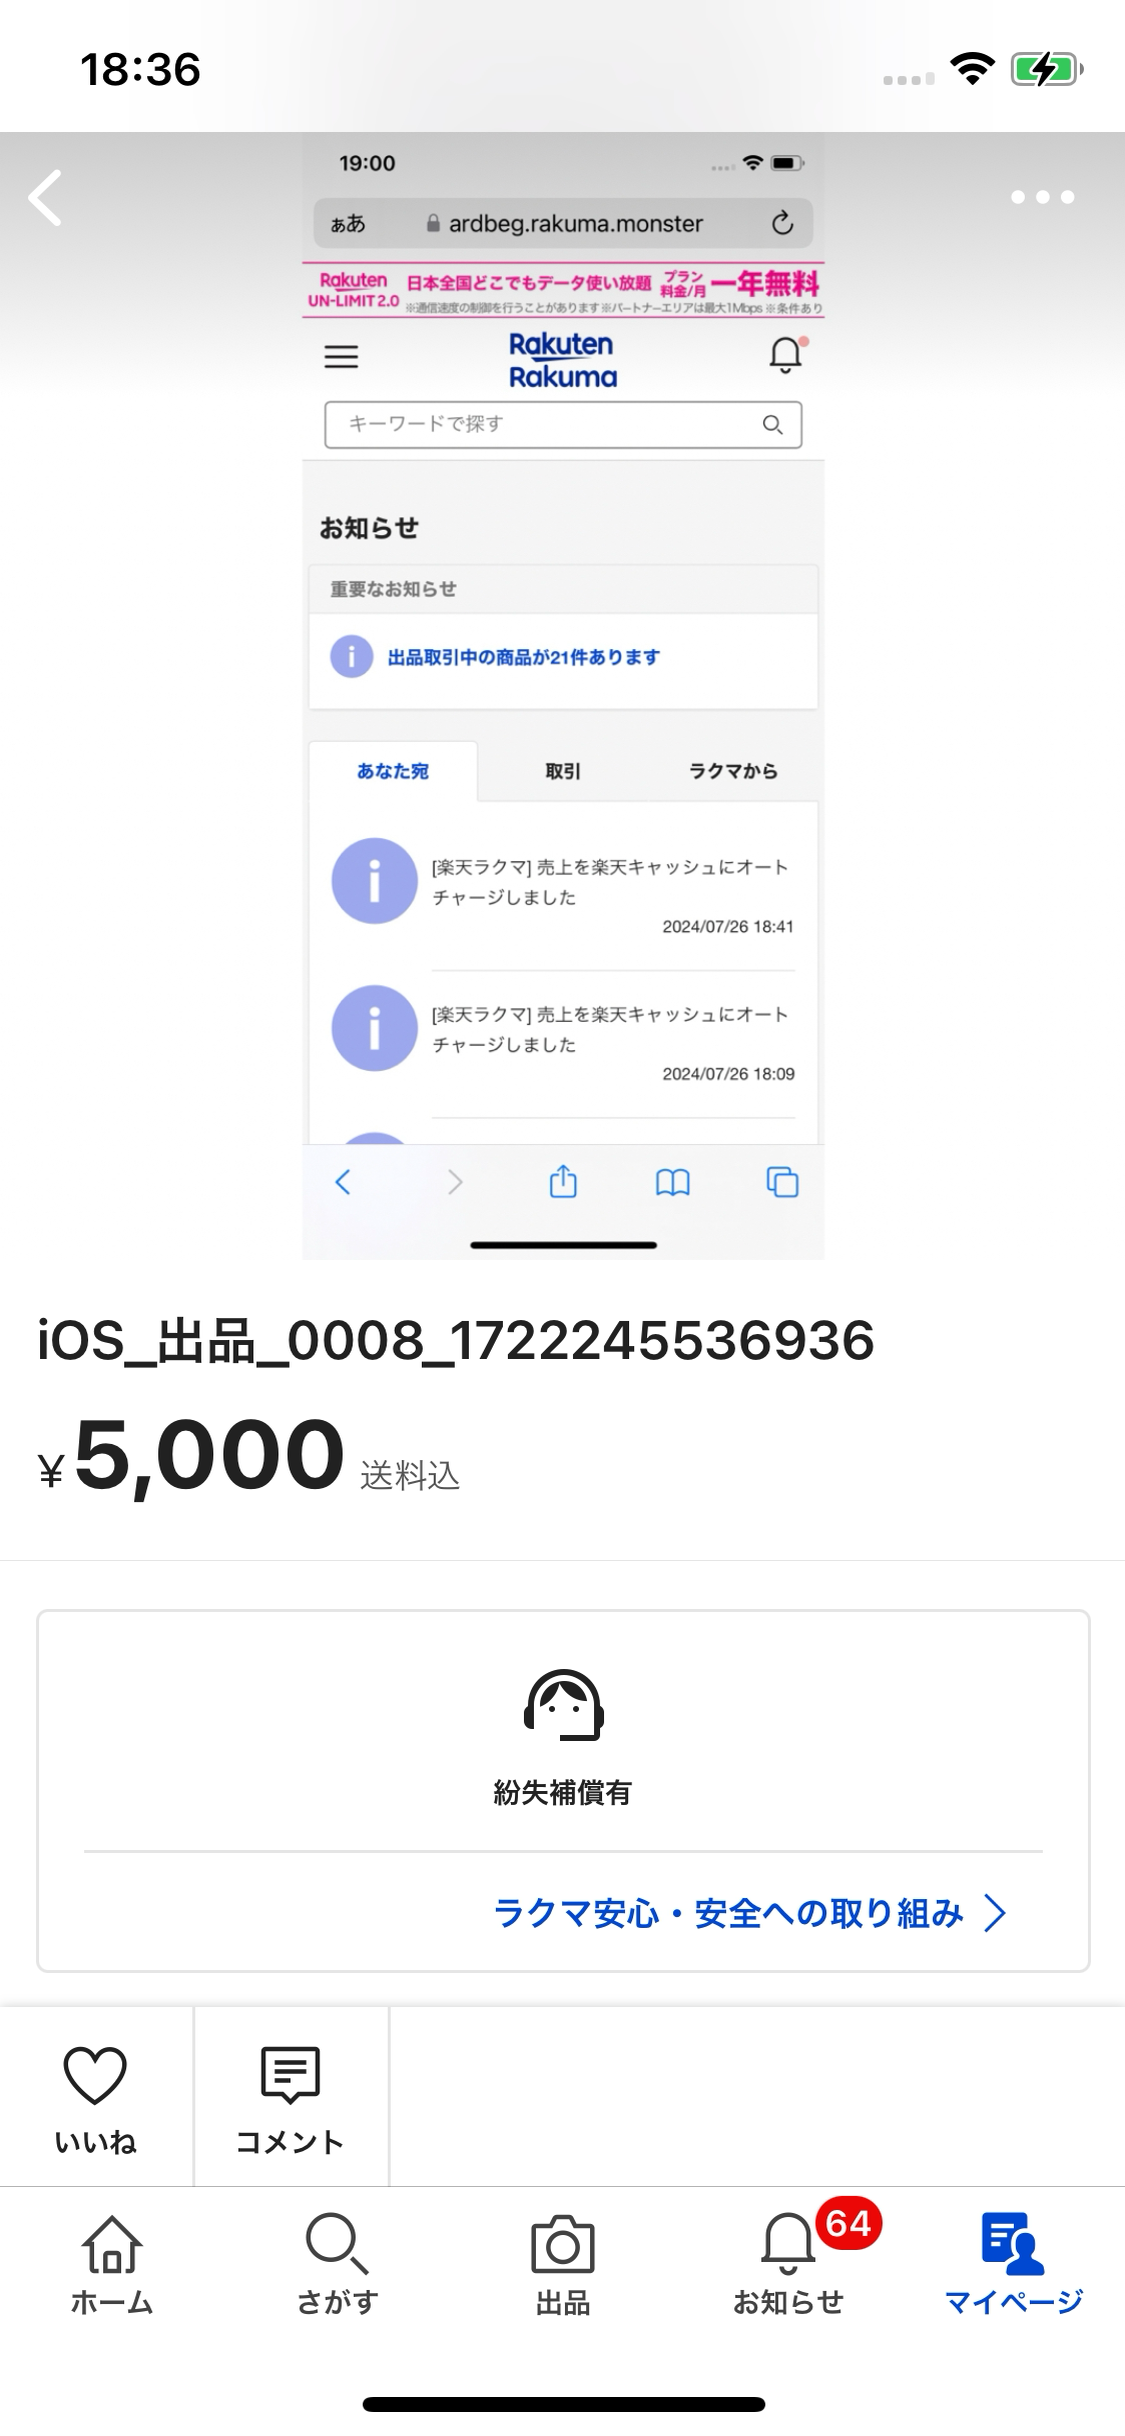 18:36
19:00
ぁあ ardbeg.rakuma.monster
Rakuten UN-LIMIT 2.0 日本全国どこでもデータ使い放題 プラン料金/月 一年無料
※通信速度の制御を行うことがあります※パートナーエリアは最大1Mbps ※条件あり
Rakuten
Rakuma
キーワードで探す
お知らせ
重要なお知らせ
i 出品取引中の商品が21件あります
あなた宛 取引 ラクマから
i [楽天ラクマ] 売上を楽天キャッシュにオート
チャージしました
2024/07/26 18:41
i [楽天ラクマ] 売上を楽天キャッシュにオート
チャージしました
2024/07/26 18:09
iOS_出品_0008_1722245536936
¥5,000 送料込
紛失補償有
ラクマ安心・安全への取り組み
いいね コメント
64
ホーム さがす 出品 お知らせ マイページ